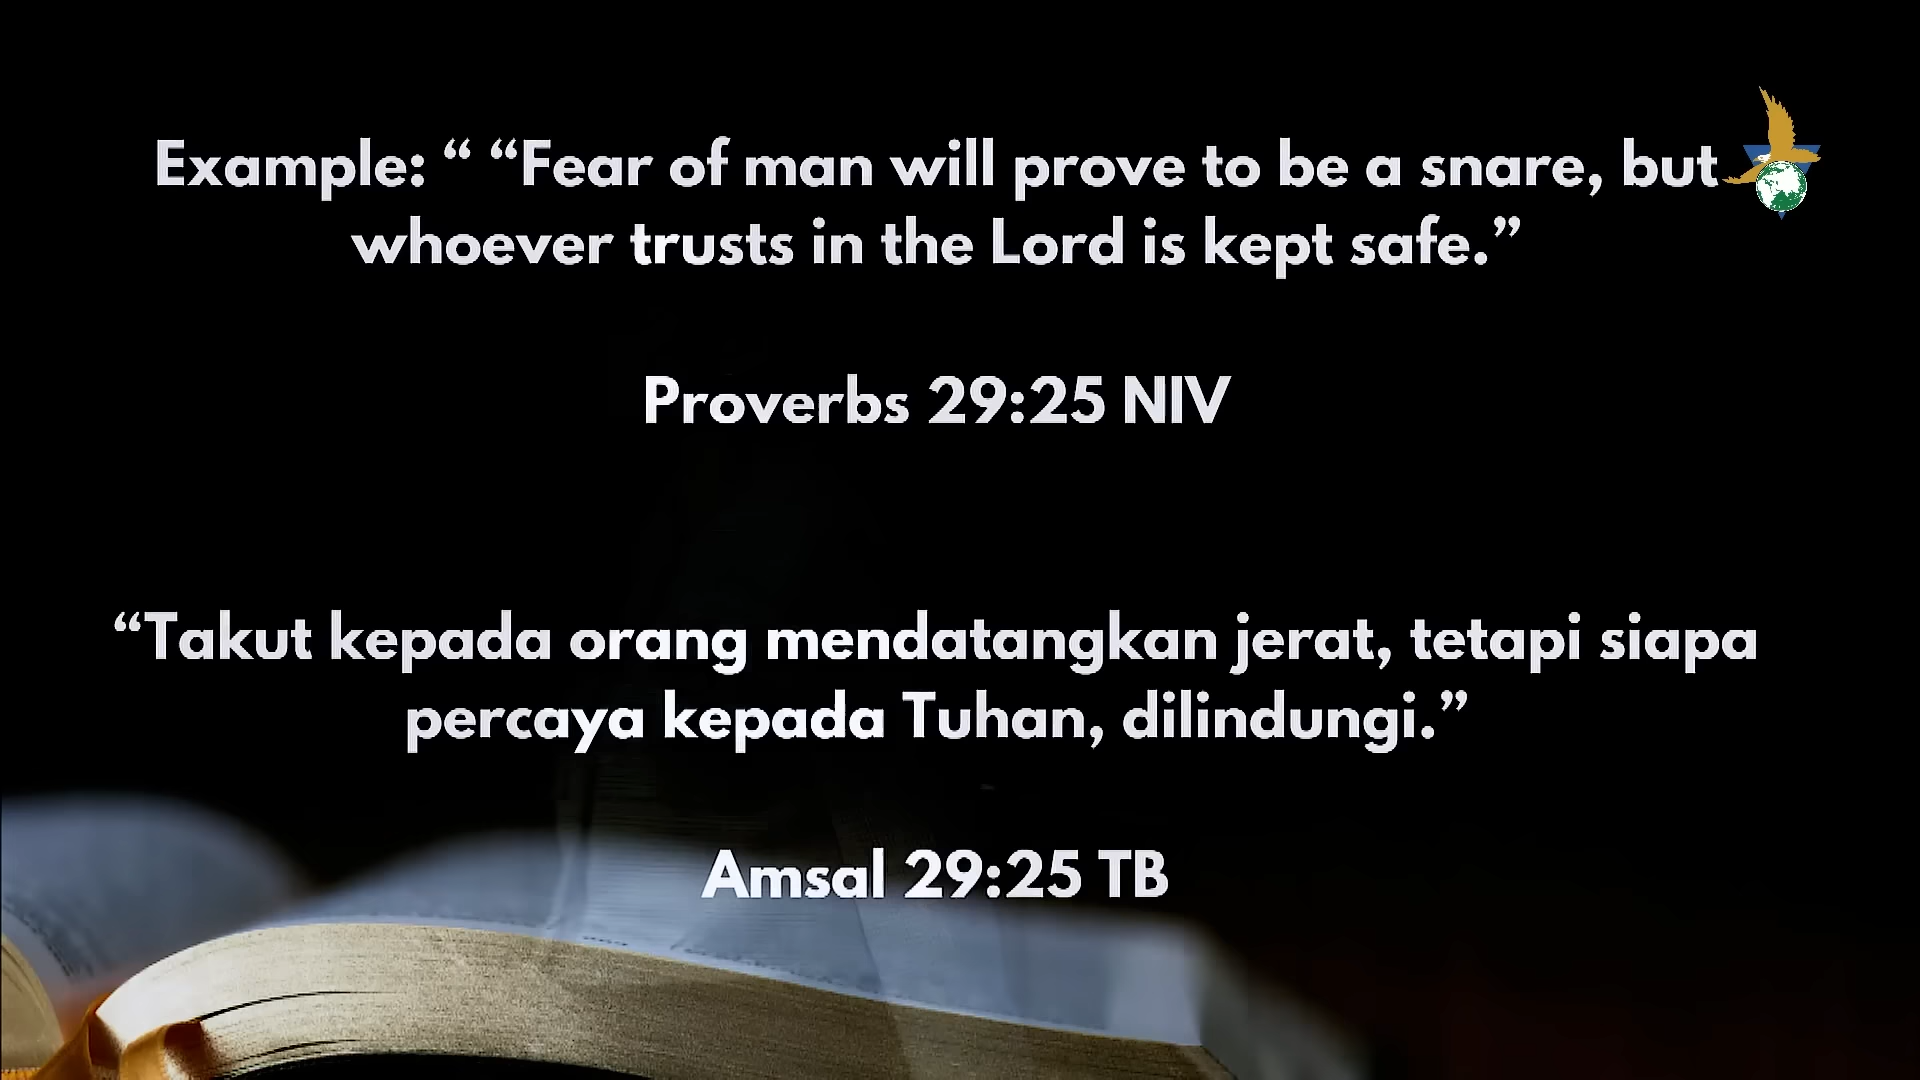 Example: “ “Fear of man will prove to be a snare, but
whoever trusts in the Lord is kept safe.”
Proverbs 29:25 NIV
“Takut kepada orang mendatangkan jerat, tetapi siapa
percaya kepada Tuhan, dilindungi.”
Amsal 29:25 TB